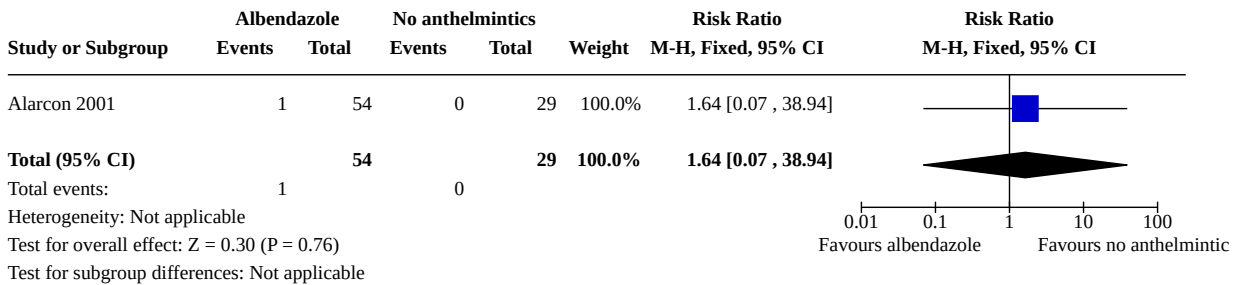 Albendazole No anthelmintics Risk Ratio Risk Ratio
Study or Subgroup Events Total Events Total Weight M-H, Fixed, 95% CI M-H, Fixed, 95% CI
Alarcon 2001 1 54 0 29 100.0% 1.64 [0.07 , 38.94]
Total (95% CI) 54 29 100.0% 1.64 [0.07 , 38.94]
Total events: 1 0
Heterogeneity: Not applicable
0.01 0.1 1 10 100
Test for overall effect: Z = 0.30 (P = 0.76) Favours albendazole Favours no anthelmintic
Test for subgroup differences: Not applicable